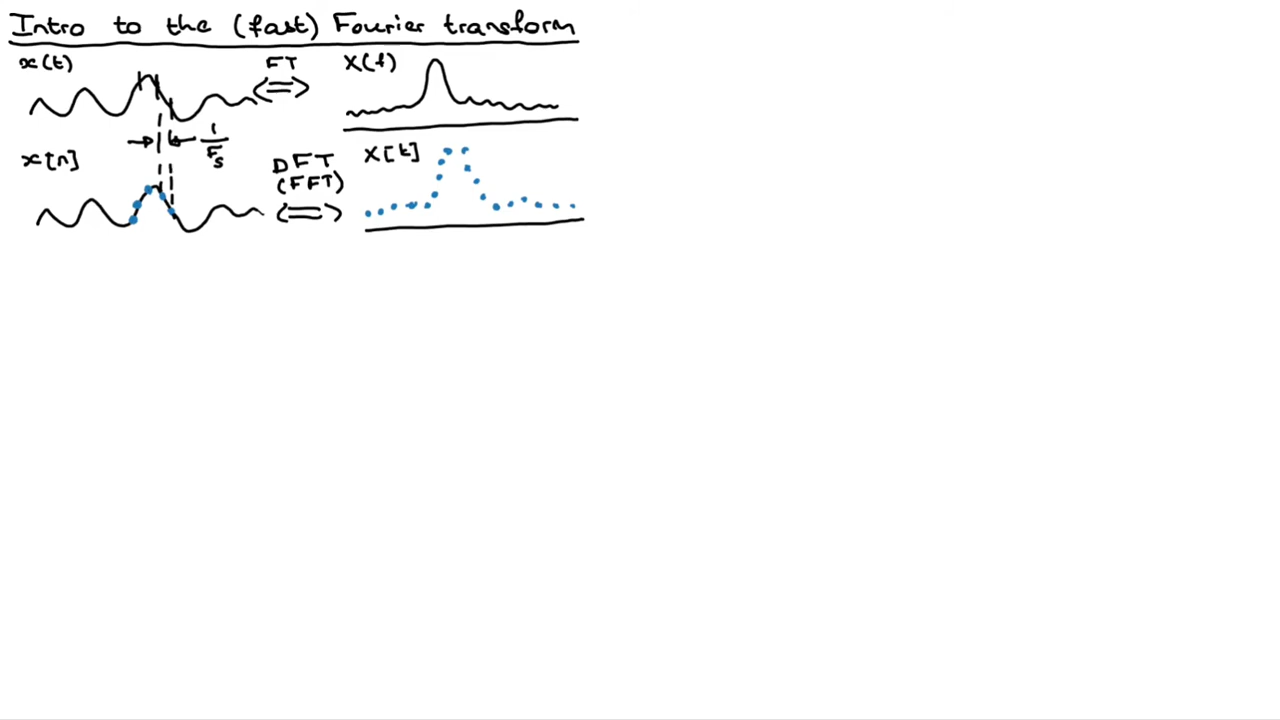 Intro to the (fast) Fourier transform
x(t) FT X(f)
1/Fs
x[n] DFT (FFT) X[k]